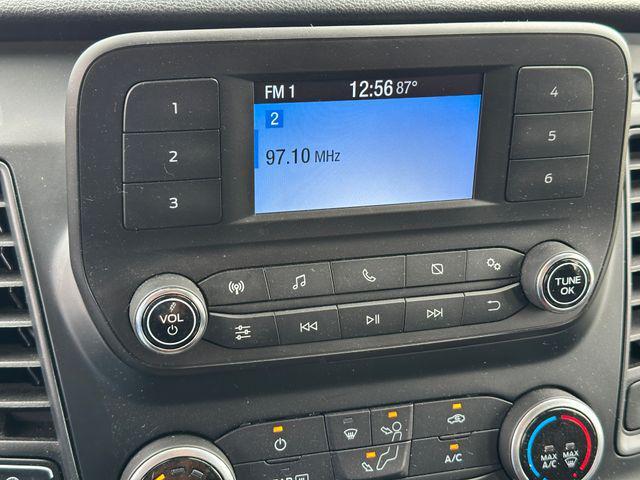 FM 1 12:56 87°
2
97.10 MHz
1
2
3
4
5
6
VOL
TUNE
OK
A/C
MAX
A/C
MAX